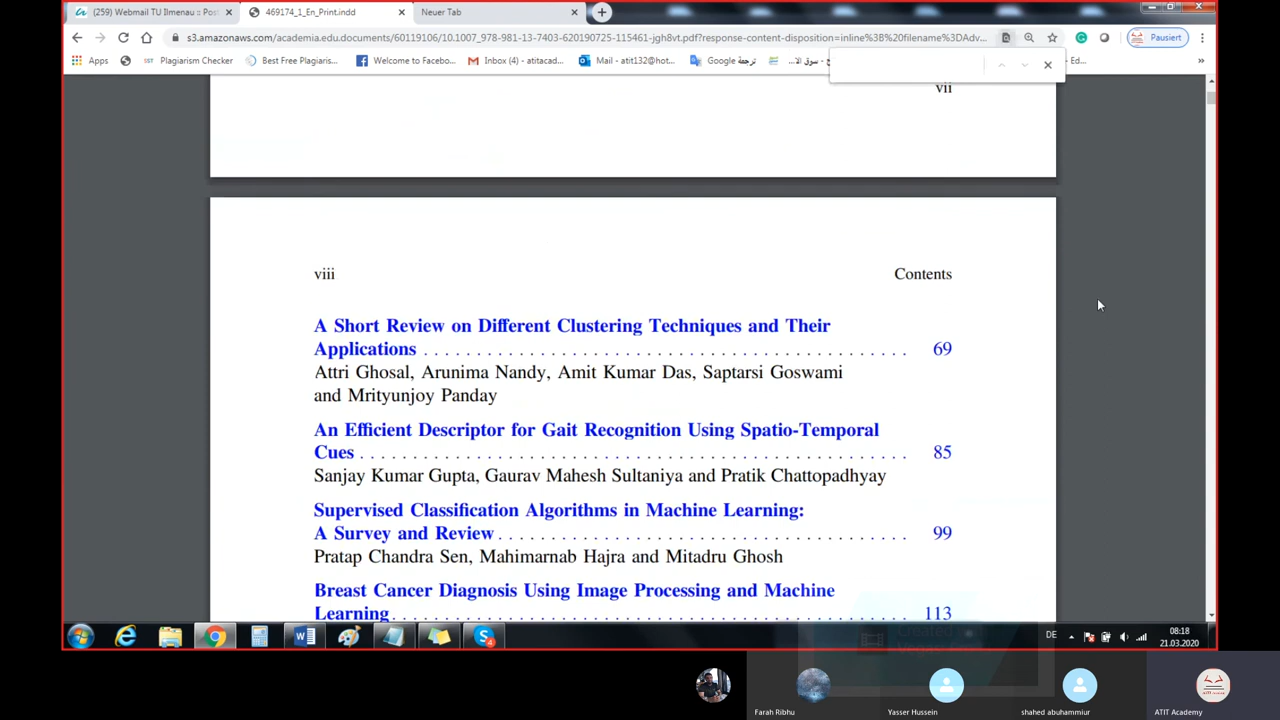 (259) Webmail TU Ilmenau :: Post
469174_1_En_Print.indd
Neuer Tab
s3.amazonaws.com/academia.edu.documents/60119106/10.1007_978-981-13-7403-620190725-115461-jgh8vt.pdf?response-content-disposition=inline%3B%20filename%3DAdv...
Pausiert
Apps
Plagiarism Checker
Best Free Plagiaris...
Welcome to Facebo...
Inbox (4) - atitacad...
Mail - atit132@hot...
ترجمة Google
خ - سوق الا...
- Ed...
»
vii
viii
Contents
A Short Review on Different Clustering Techniques and Their
Applications . . . . . . . . . . . . . . . . . . . . . . . . . . . . . . . . . . . . . . . . 69
Attri Ghosal, Arunima Nandy, Amit Kumar Das, Saptarsi Goswami
and Mrityunjoy Panday
An Efficient Descriptor for Gait Recognition Using Spatio-Temporal
Cues . . . . . . . . . . . . . . . . . . . . . . . . . . . . . . . . . . . . . . . . . . . . . 85
Sanjay Kumar Gupta, Gaurav Mahesh Sultaniya and Pratik Chattopadhyay
Supervised Classification Algorithms in Machine Learning:
A Survey and Review . . . . . . . . . . . . . . . . . . . . . . . . . . . . . . . . . . 99
Pratap Chandra Sen, Mahimarnab Hajra and Mitadru Ghosh
Breast Cancer Diagnosis Using Image Processing and Machine
Learning . . . . . . . . . . . . . . . . . . . . . . . . . . . . . . . . . . . . . . . . . . 113
DE
08:18
21.03.2020
Farah Ribhu
Yasser Hussein
shahed abuhammiur
ATIT Academy